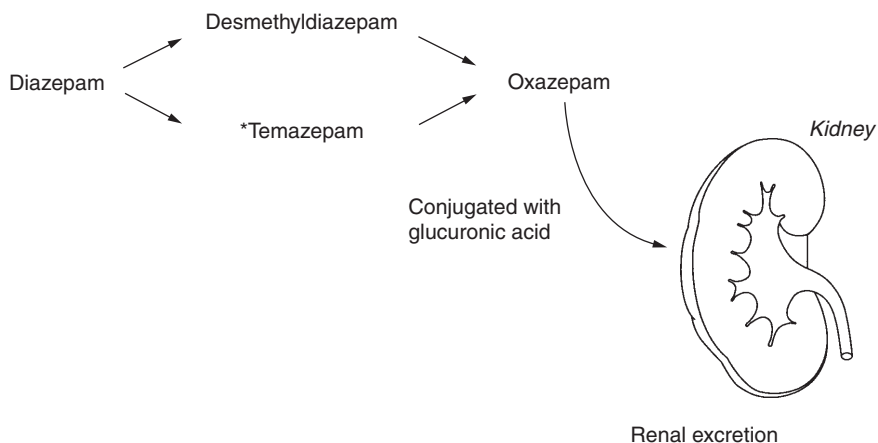 Desmethyldiazepam
Diazepam
Oxazepam
*Temazepam
Kidney
Conjugated with
glucuronic acid
Renal excretion